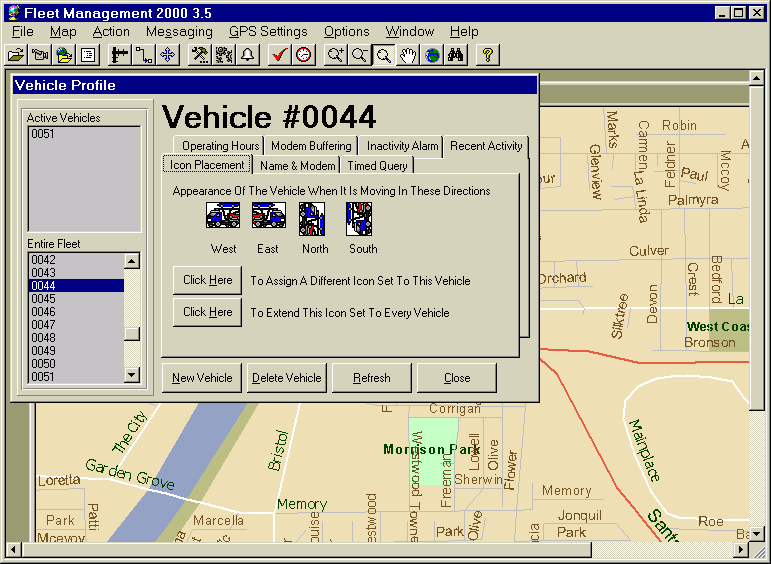 Fleet Management 2000 3.5
File Map Action Messaging GPS Settings Options Window Help
Vehicle Profile
Active Vehicles
0051
Entire Fleet
0042
0043
0044
0045
0046
0047
0048
0049
0050
0051
Vehicle #0044
Operating Hours Modem Buffering Inactivity Alarm Recent Activity
Icon Placement Name & Modem Timed Query
Appearance Of The Vehicle When It Is Moving In These Directions
West East North South
Click Here To Assign A Different Icon Set To This Vehicle
Click Here To Extend This Icon Set To Every Vehicle
New Vehicle Delete Vehicle Refresh Close
Marks
Robin
Carmen
Glenview
La Linda
Feldner
Paul
Mccoy
Palmyra
Culver
Orchard
Silktree
Devon
Crest
Bedford
La
West Coas
Bronson
Corrigan
The City
Bristol
Morrison Park
Westwood Towne
Freeman
Lowell
Olive
Flower
Sherwin
Mainplace
Loretta
Garden Grove
Memory
Memory
Park
Patti
Marcella
Mcevoy
Park
Olive
Jonquil
Park
Roe